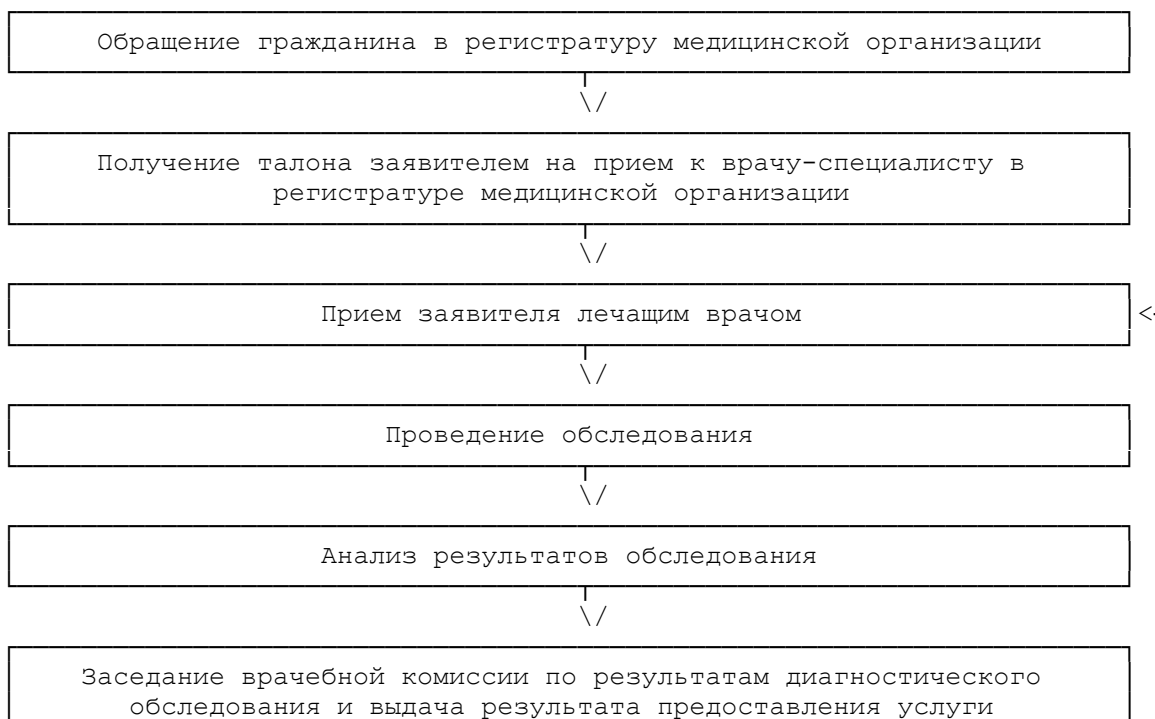 Обращение гражданина в регистратуру медицинской организации
\/
Получение талона заявителем на прием к врачу-специалисту в
регистратуре медицинской организации
\/
Прием заявителя лечащим врачом
<
\/
Проведение обследования
\/
Анализ результатов обследования
\/
Заседание врачебной комиссии по результатам диагностического
обследования и выдача результата предоставления услуги